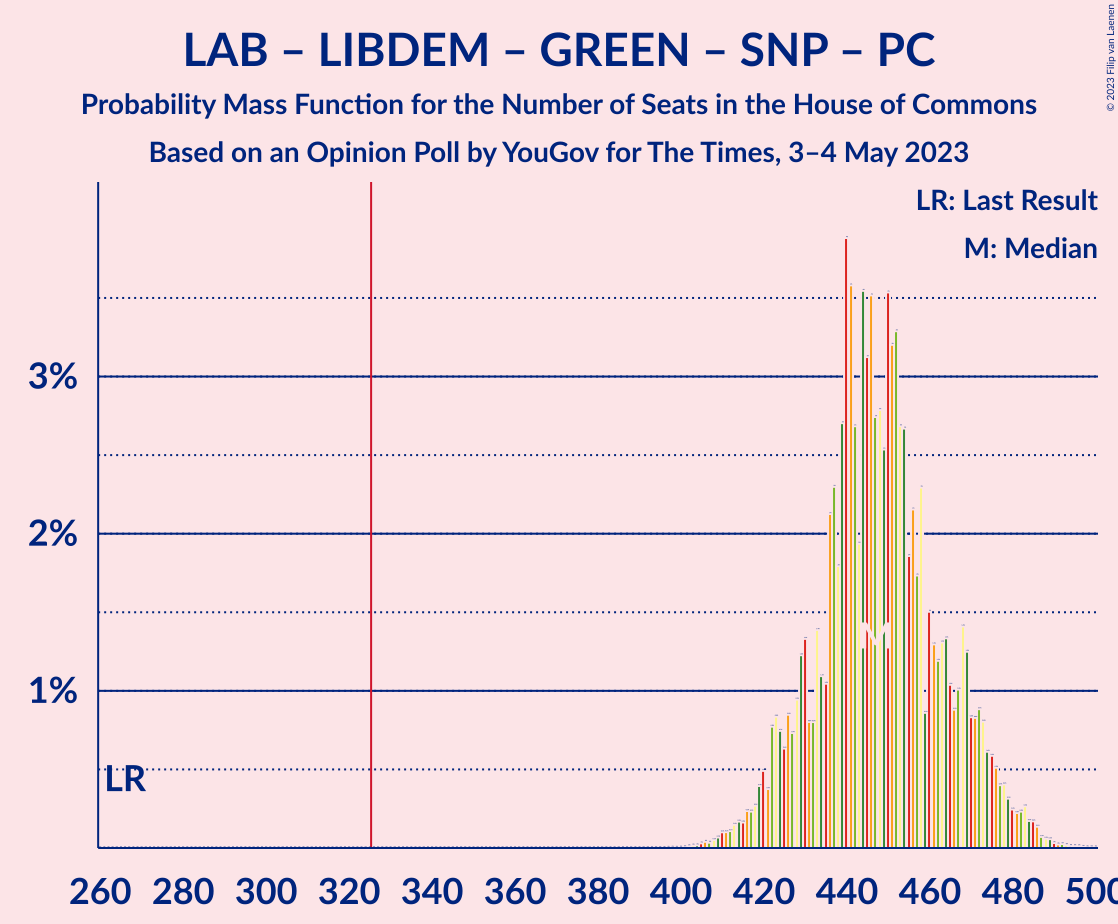 LAB – LIBDEM – GREEN – SNP – PC
Probability Mass Function for the Number of Seats in the House of Commons
Based on an Opinion Poll by YouGov for The Times, 3–4 May 2023
© 2023 Filip van Laenen
LR: Last Result
M: Median
3%
2%
1%
M
LR
260 280 300 320 340 360 380 400 420 440 460 480 500